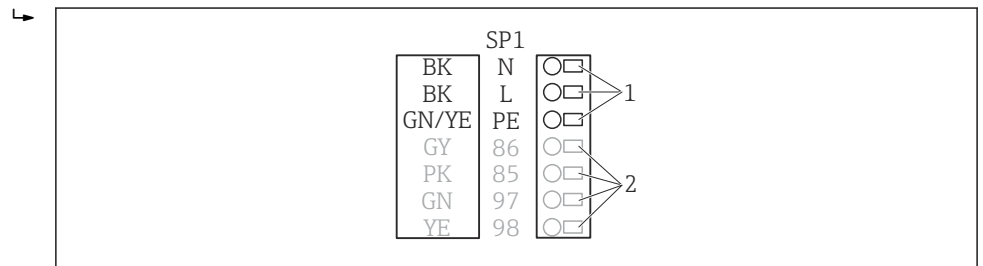 SP1
BK N
BK L 1
GN/YE PE
GY 86
PK 85 2
GN 97
YE 98